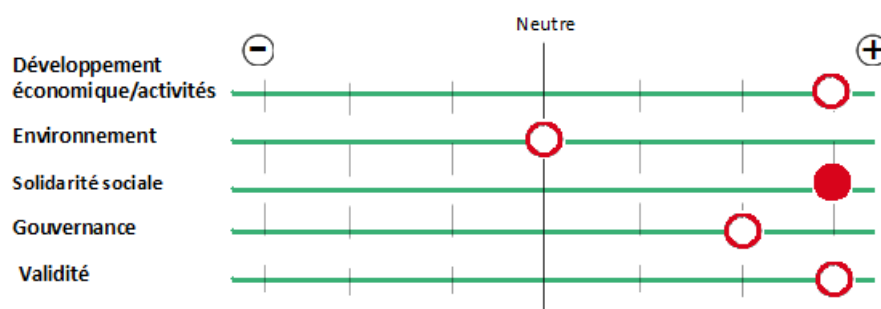 Neutre
− +
Développement
économique/activités
Environnement
Solidarité sociale
Gouvernance
Validité